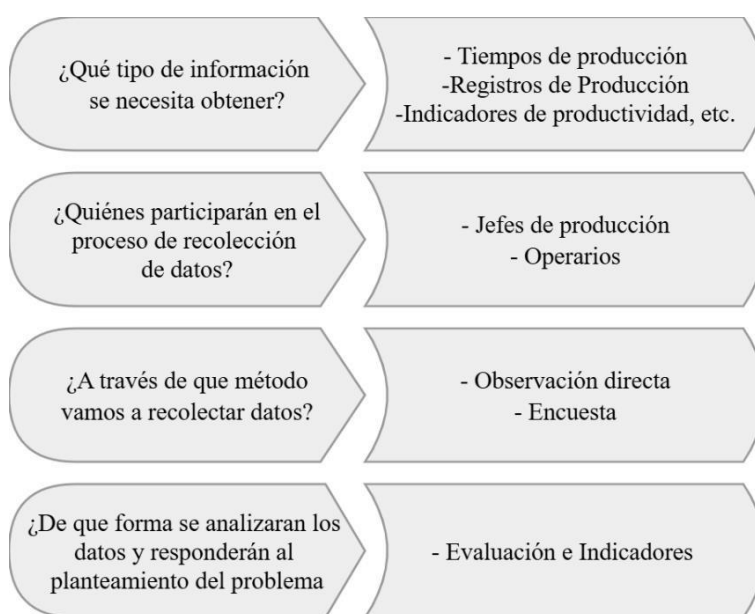 ¿Qué tipo de información
se necesita obtener?
- Tiempos de producción
-Registros de Producción
-Indicadores de productividad, etc.
¿Quiénes participarán en el
proceso de recolección
de datos?
- Jefes de producción
- Operarios
¿A través de que método
vamos a recolectar datos?
- Observación directa
- Encuesta
¿De que forma se analizaran los
datos y responderán al
planteamiento del problema
- Evaluación e Indicadores